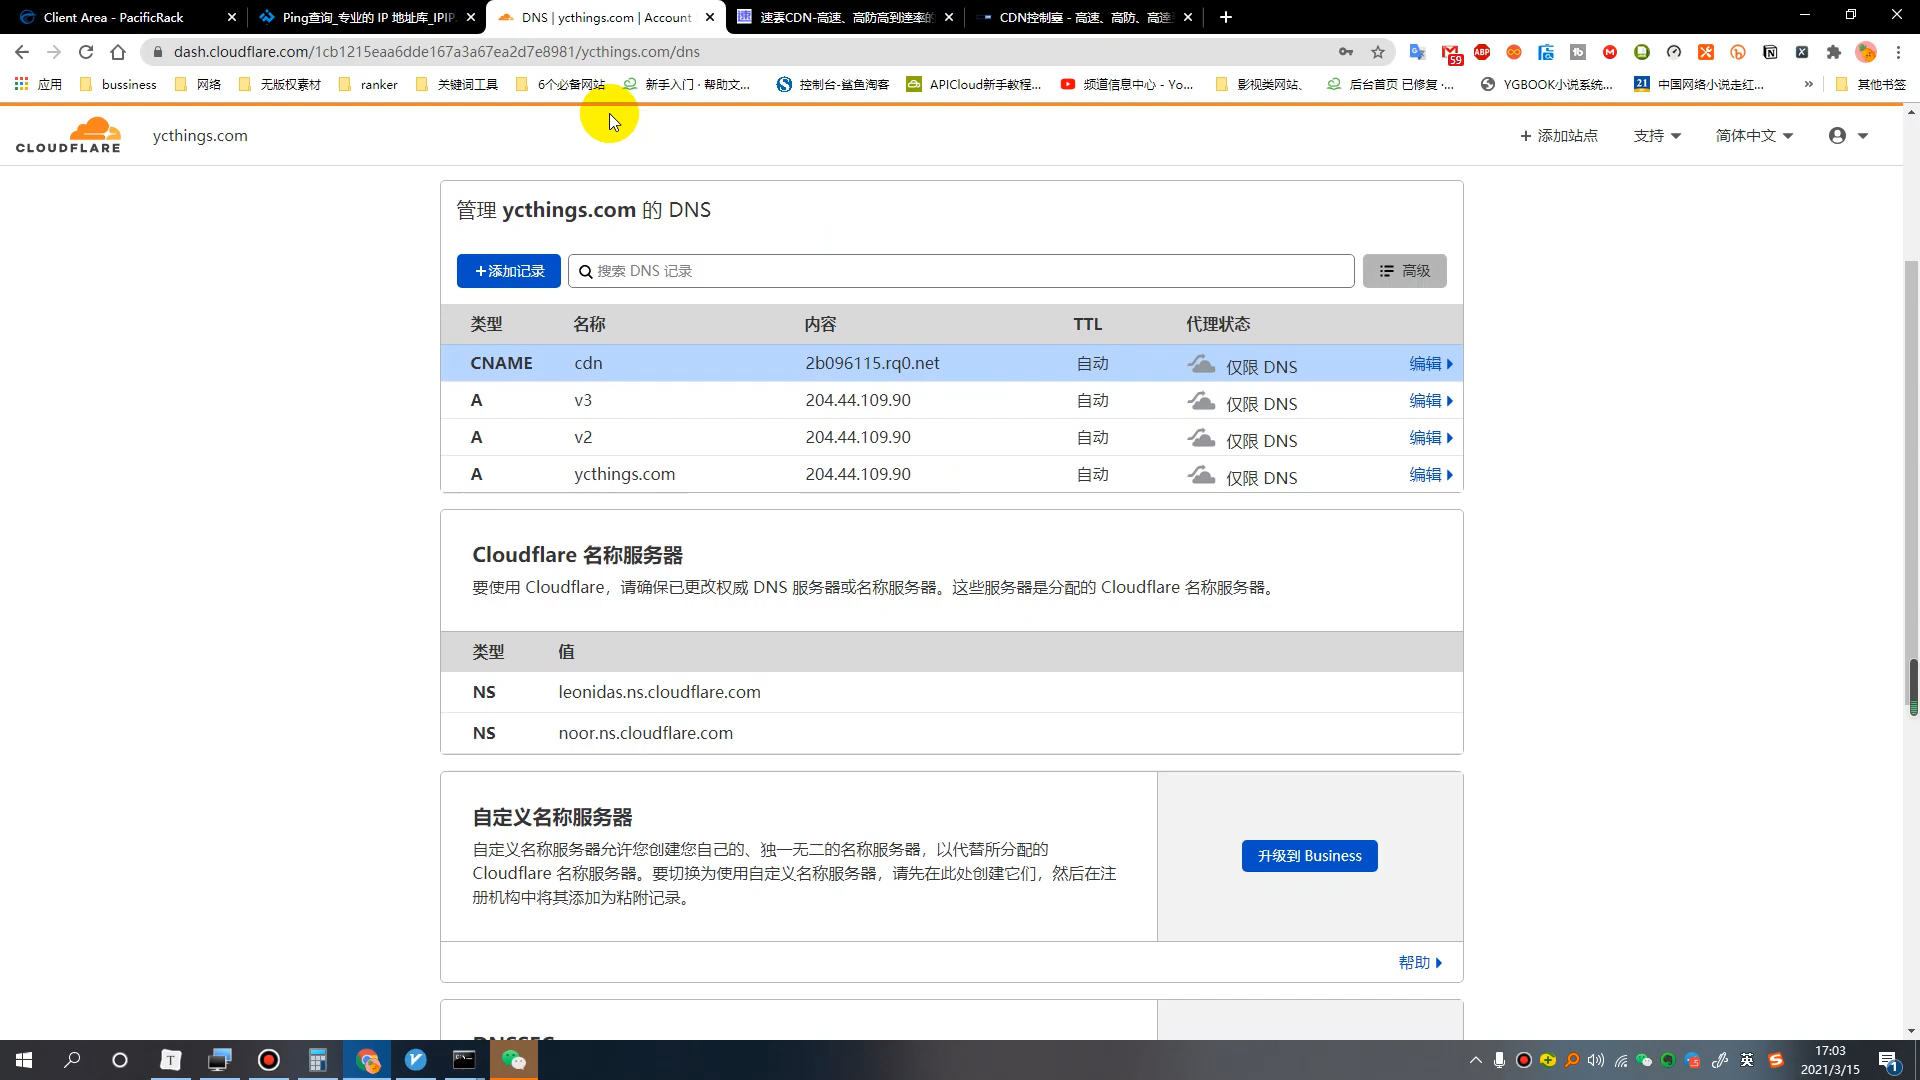 Client Area - PacificRack
Ping查询_专业的 IP 地址库_IPIP.
DNS | ycthings.com | Account
CDN控制室 - 高速、高防、高速
dash.cloudflare.com/1cb1215eaa6dde167a3a67ea2d7e8981/ycthings.com/dns
59
ABP
应用
bussiness
网络
无版权素材
ranker
关键词工具
6个必备网站
新手入门 · 帮助文...
控制台-鲨鱼淘客
APICloud新手教程...
频道信息中心 - Yo...
影视类网站、
后台首页 已修复 ·...
YGBOOK小说系统...
21
中国网络小说走红...
»
其他书签
CLOUDFLARE
ycthings.com
+ 添加站点
支持
简体中文
管理 ycthings.com 的 DNS
+添加记录
搜索 DNS 记录
高级
类型 名称 内容 TTL 代理状态
CNAME cdn 2b096115.rq0.net 自动 仅限 DNS 编辑
A v3 204.44.109.90 自动 仅限 DNS 编辑
A v2 204.44.109.90 自动 仅限 DNS 编辑
A ycthings.com 204.44.109.90 自动 仅限 DNS 编辑
Cloudflare 名称服务器
要使用 Cloudflare，请确保已更改权威 DNS 服务器或名称服务器。这些服务器是分配的 Cloudflare 名称服务器。
类型 值
NS leonidas.ns.cloudflare.com
NS noor.ns.cloudflare.com
自定义名称服务器
自定义名称服务器允许您创建您自己的、独一无二的名称服务器，以代替所分配的
Cloudflare 名称服务器。要切换为使用自定义名称服务器，请先在此处创建它们，然后在注
册机构中将其添加为粘附记录。
升级到 Business
帮助
DNSSEC
英
17:03
2021/3/15
1